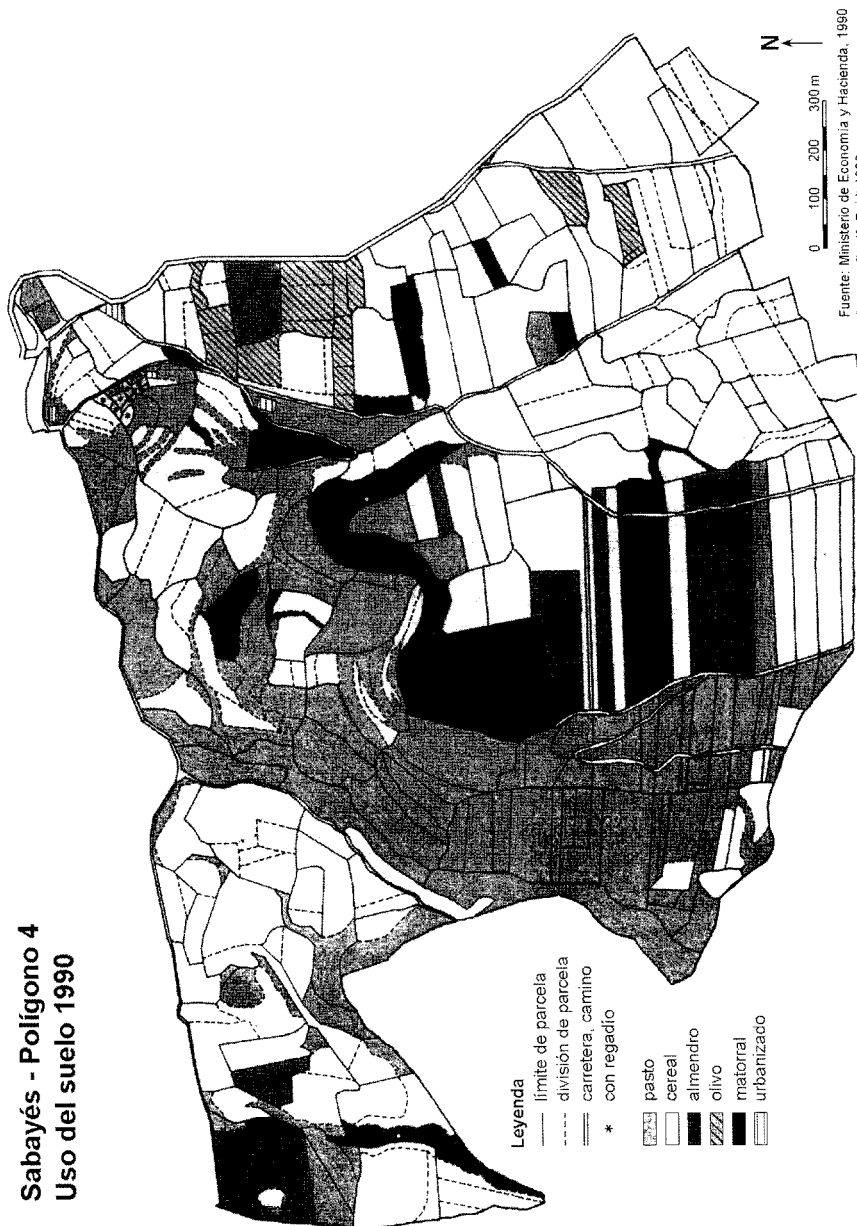 Sabayés - Polígono 4
Uso del suelo 1990
Leyenda
límite de parcela
división de parcela
carretera, camino
* con regadío
pasto
cereal
almendro
olivo
matorral
urbanizado
N
0 100 200 300 m
Fuente: Ministerio de Economía y Hacienda, 1990